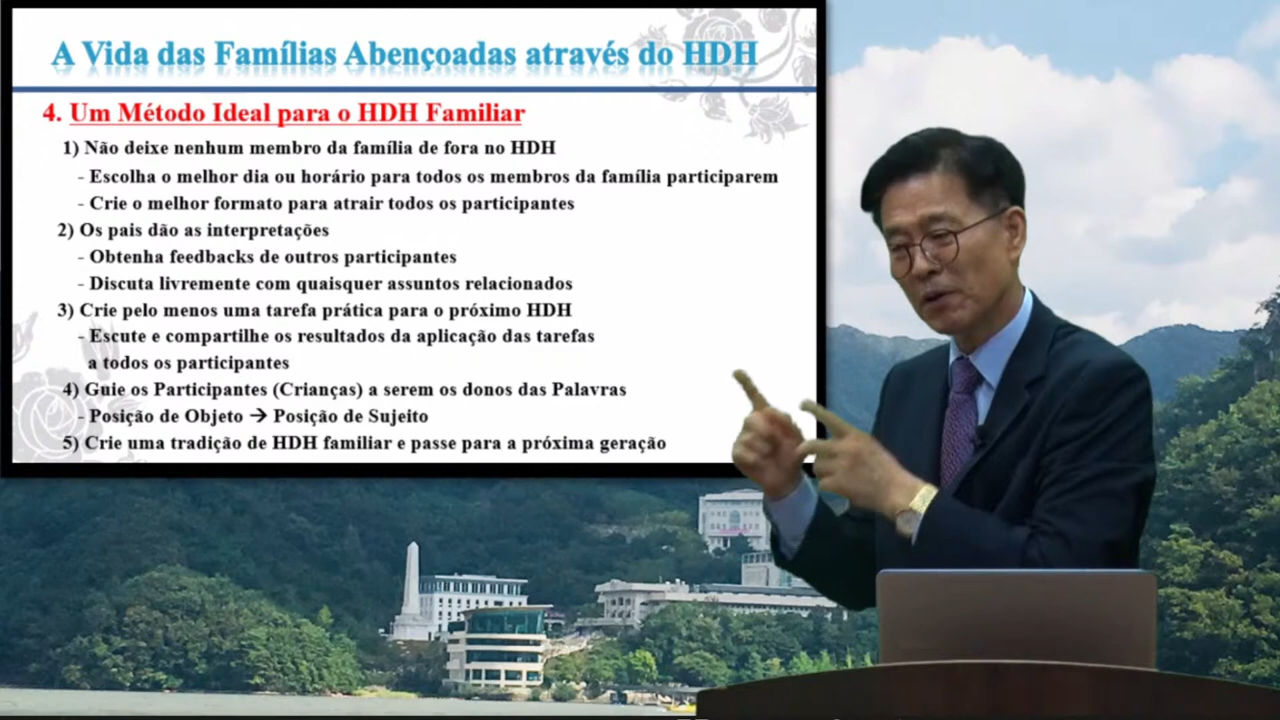 A Vida das Famílias Abençoadas através do HDH
4. Um Método Ideal para o HDH Familiar
1) Não deixe nenhum membro da família de fora no HDH
- Escolha o melhor dia ou horário para todos os membros da família participarem
- Crie o melhor formato para atrair todos os participantes
2) Os pais dão as interpretações
- Obtenha feedbacks de outros participantes
- Discuta livremente com quaisquer assuntos relacionados
3) Crie pelo menos uma tarefa prática para o próximo HDH
- Escute e compartilhe os resultados da aplicação das tarefas
a todos os participantes
4) Guie os Participantes (Crianças) a serem os donos das Palavras
- Posição de Objeto → Posição de Sujeito
5) Crie uma tradição de HDH familiar e passe para a próxima geração